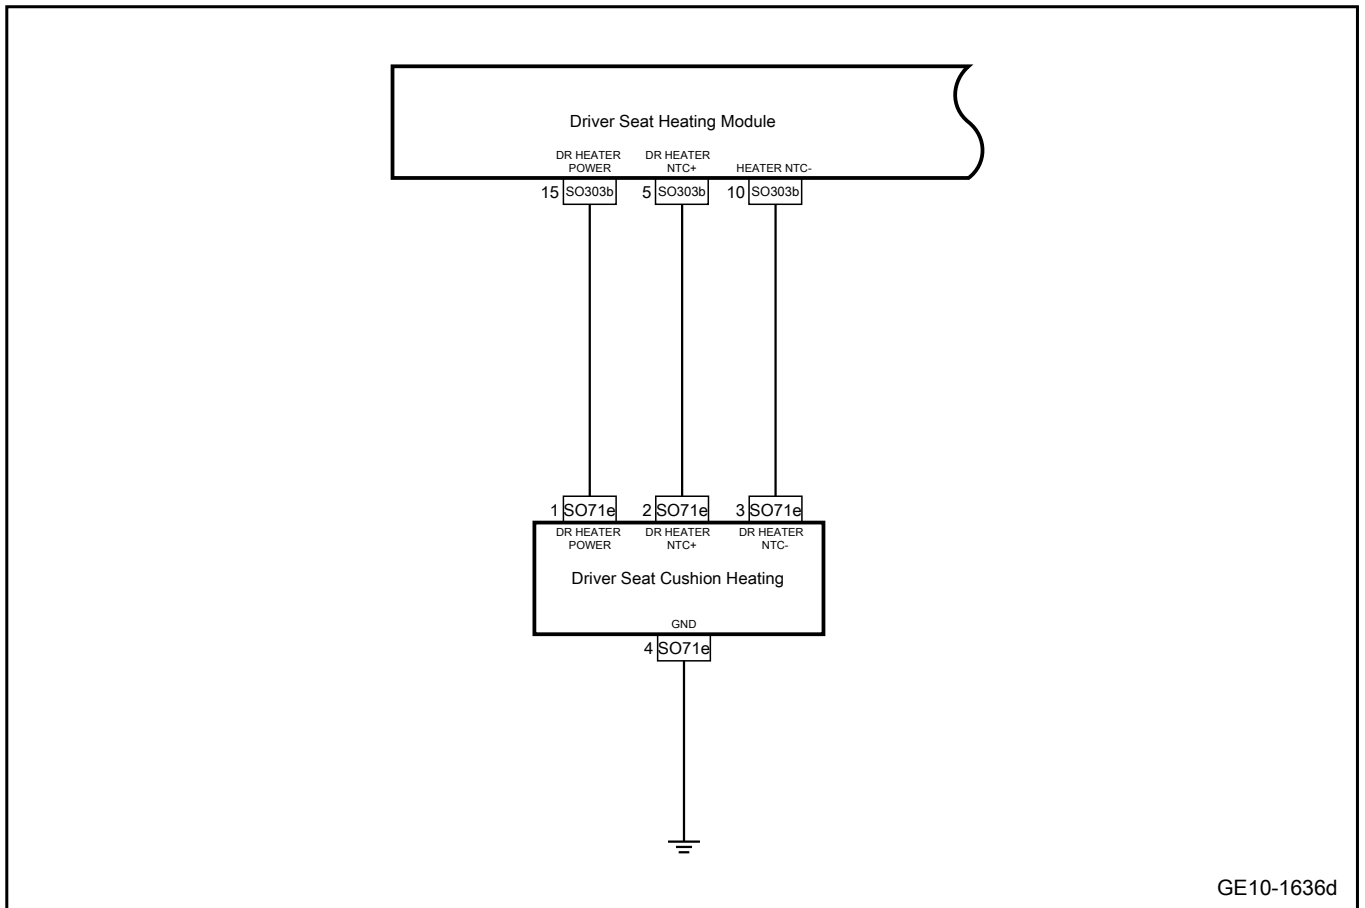 Driver Seat Heating Module
DR HEATER POWER
DR HEATER NTC+
HEATER NTC-
15 SO303b
5 SO303b
10 SO303b
1 SO71e
2 SO71e
3 SO71e
DR HEATER POWER
DR HEATER NTC+
DR HEATER NTC-
Driver Seat Cushion Heating
GND
4 SO71e
GE10-1636d